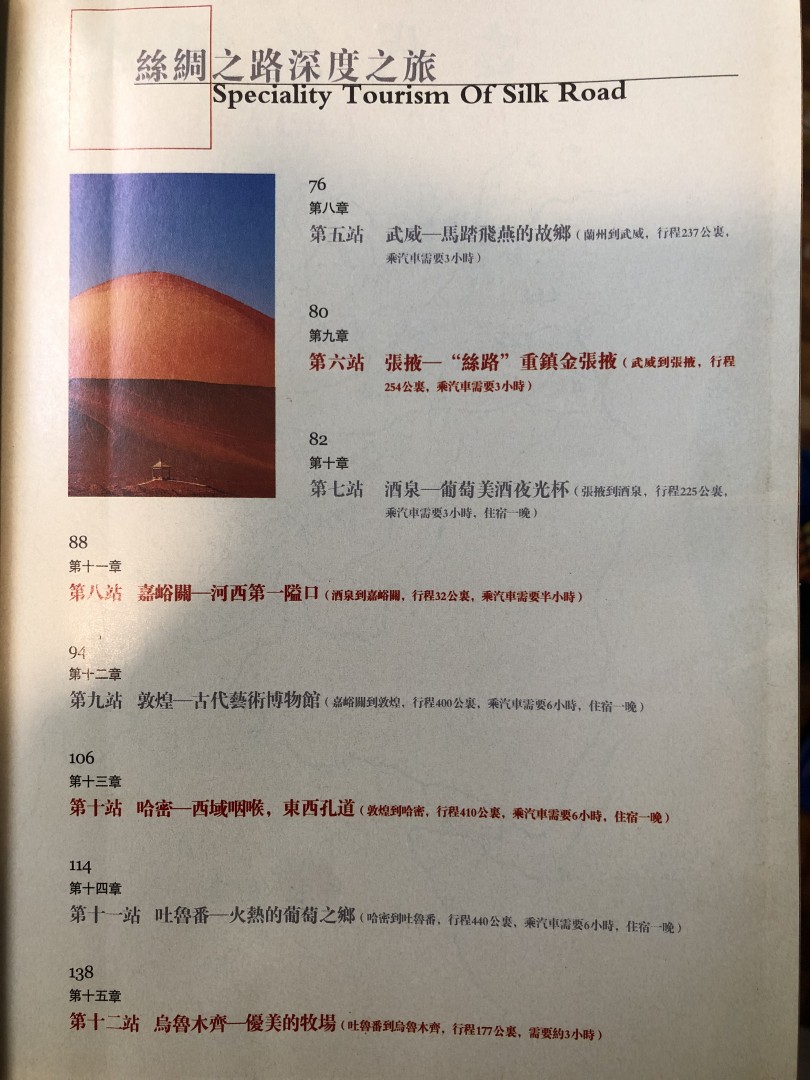 絲綢之路深度之旅
Speciality Tourism Of Silk Road
76
第八章
第五站 武威—馬踏飛燕的故鄉（蘭州到武威，行程237公裏，
乘汽車需要3小時）
80
第九章
第六站 張掖—“絲路”重鎮金張掖（武威到張掖，行程
254公裏，乘汽車需要3小時）
82
第十章
第七站 酒泉—葡萄美酒夜光杯（張掖到酒泉，行程225公裏，
乘汽車需要3小時，住宿一晚）
88
第十一章
第八站 嘉峪關—河西第一隘口（酒泉到嘉峪關，行程32公裏，乘汽車需要半小時）
94
第十二章
第九站 敦煌—古代藝術博物館（嘉峪關到敦煌，行程400公裏，乘汽車需要6小時，住宿一晚）
106
第十三章
第十站 哈密—西域咽喉，東西孔道（敦煌到哈密，行程410公裏，乘汽車需要6小時，住宿一晚）
114
第十四章
第十一站 吐魯番—火熱的葡萄之鄉（哈密到吐魯番，行程440公裏，乘汽車需要6小時，住宿一晚）
138
第十五章
第十二站 烏魯木齊—優美的牧場（吐魯番到烏魯木齊，行程177公裏，需要約3小時）